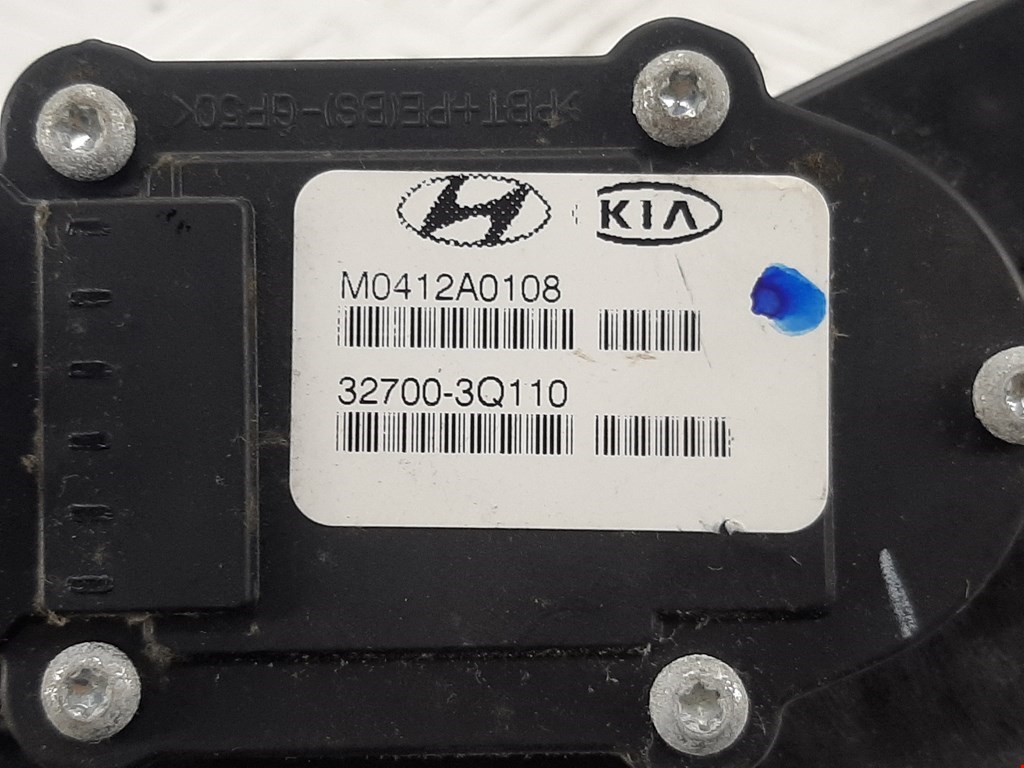 >PBT+PE(BS)-GF50<
KIA
M0412A0108
32700-3Q110